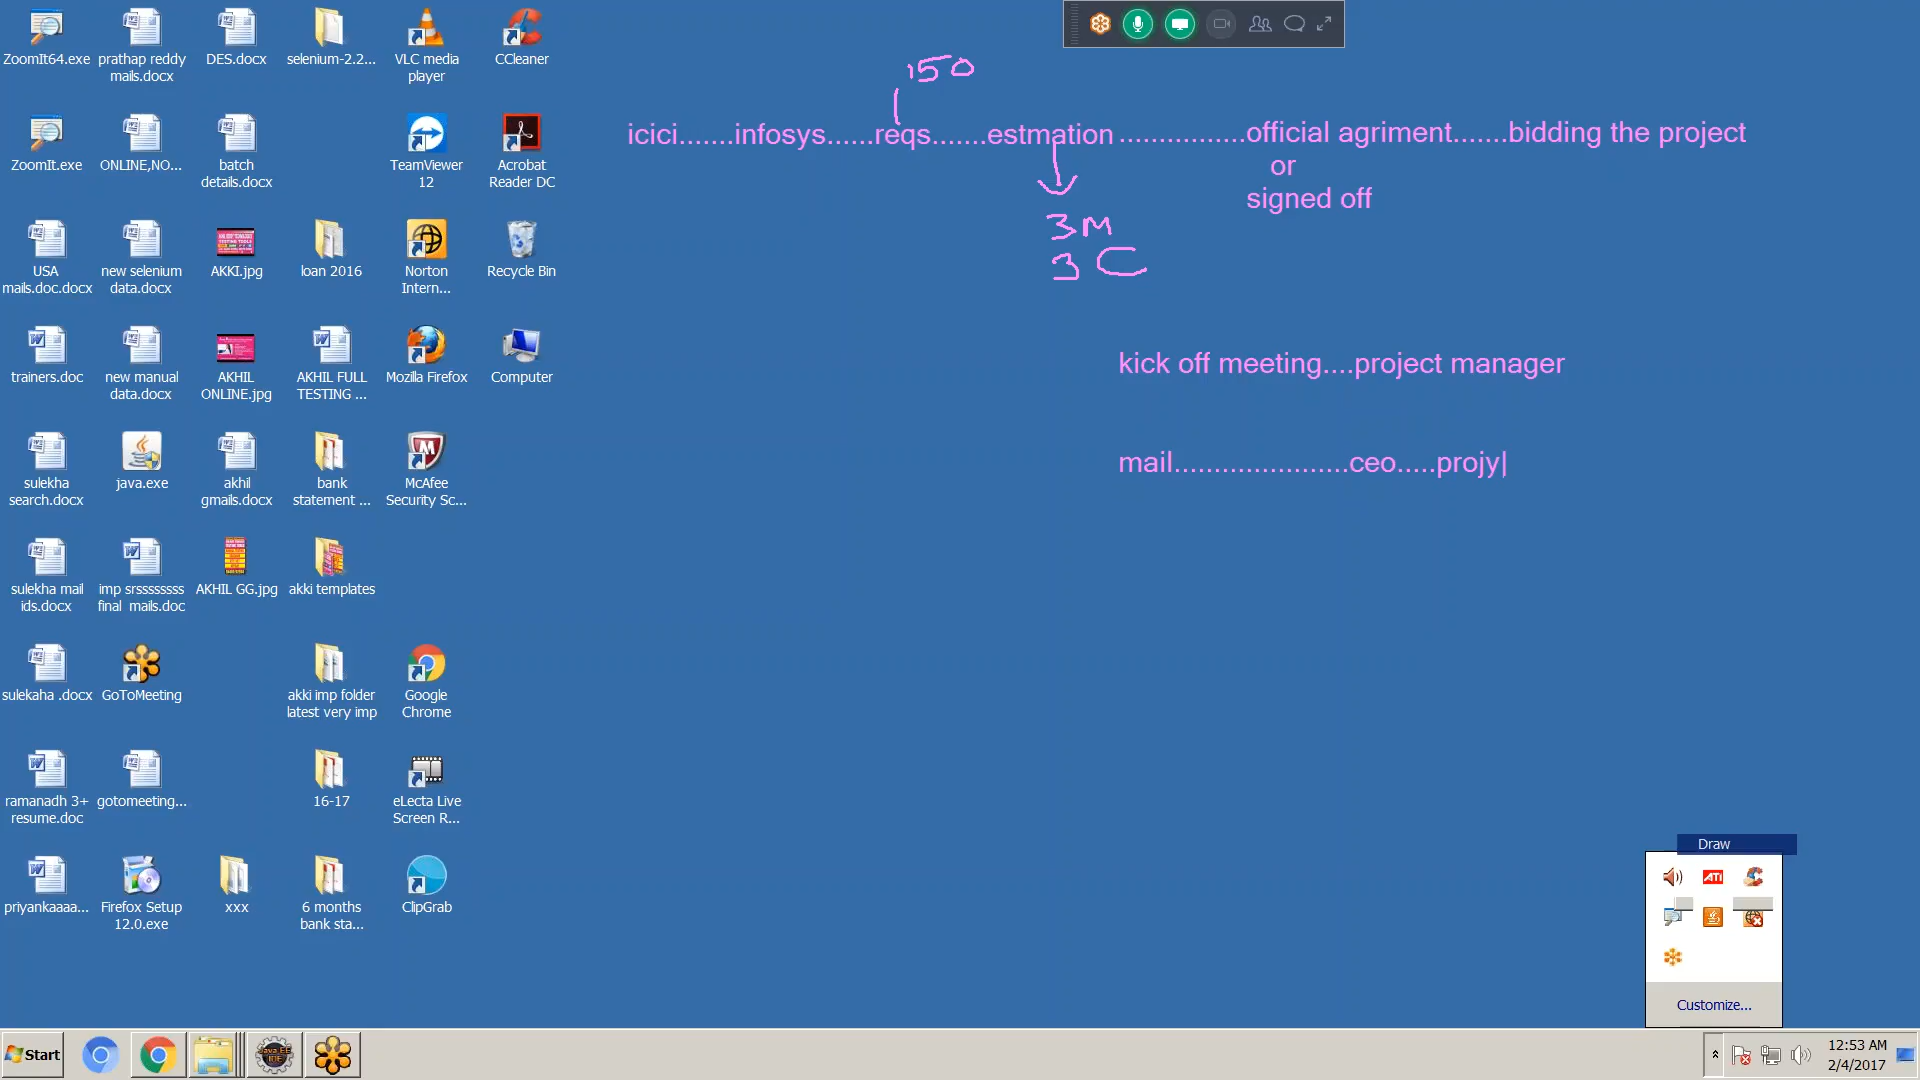 ZoomIt64.exe
prathap reddy
mails.docx
DES.docx
selenium-2.2...
VLC media
player
CCleaner
150
icici.......infosys......reqs.......estmation................official agriment.......bidding the project
or
signed off
3M
3 C
ZoomIt.exe
ONLINE,NO...
batch
details.docx
TeamViewer
12
Acrobat
Reader DC
USA
mails.doc.docx
new selenium
data.docx
AKKI.jpg
loan 2016
Norton
Intern...
Recycle Bin
trainers.doc
new manual
data.docx
AKHIL
ONLINE.jpg
AKHIL FULL
TESTING ...
Mozilla Firefox
Computer
kick off meeting....project manager
sulekha
search.docx
java.exe
akhil
gmails.docx
bank
statement ...
McAfee
Security Sc...
mail......................ceo.....projy
sulekha mail
ids.docx
imp srsssssssss
final mails.doc
AKHIL GG.jpg
akki templates
sulekaha .docx
GoToMeeting
akki imp folder
latest very imp
Google
Chrome
ramanadh 3+
resume.doc
gotomeeting...
16-17
eLecta Live
Screen R...
priyankaaaa...
Firefox Setup
12.0.exe
xxx
6 months
bank sta...
ClipGrab
Draw
ATI
Customize...
Start
12:53 AM
2/4/2017